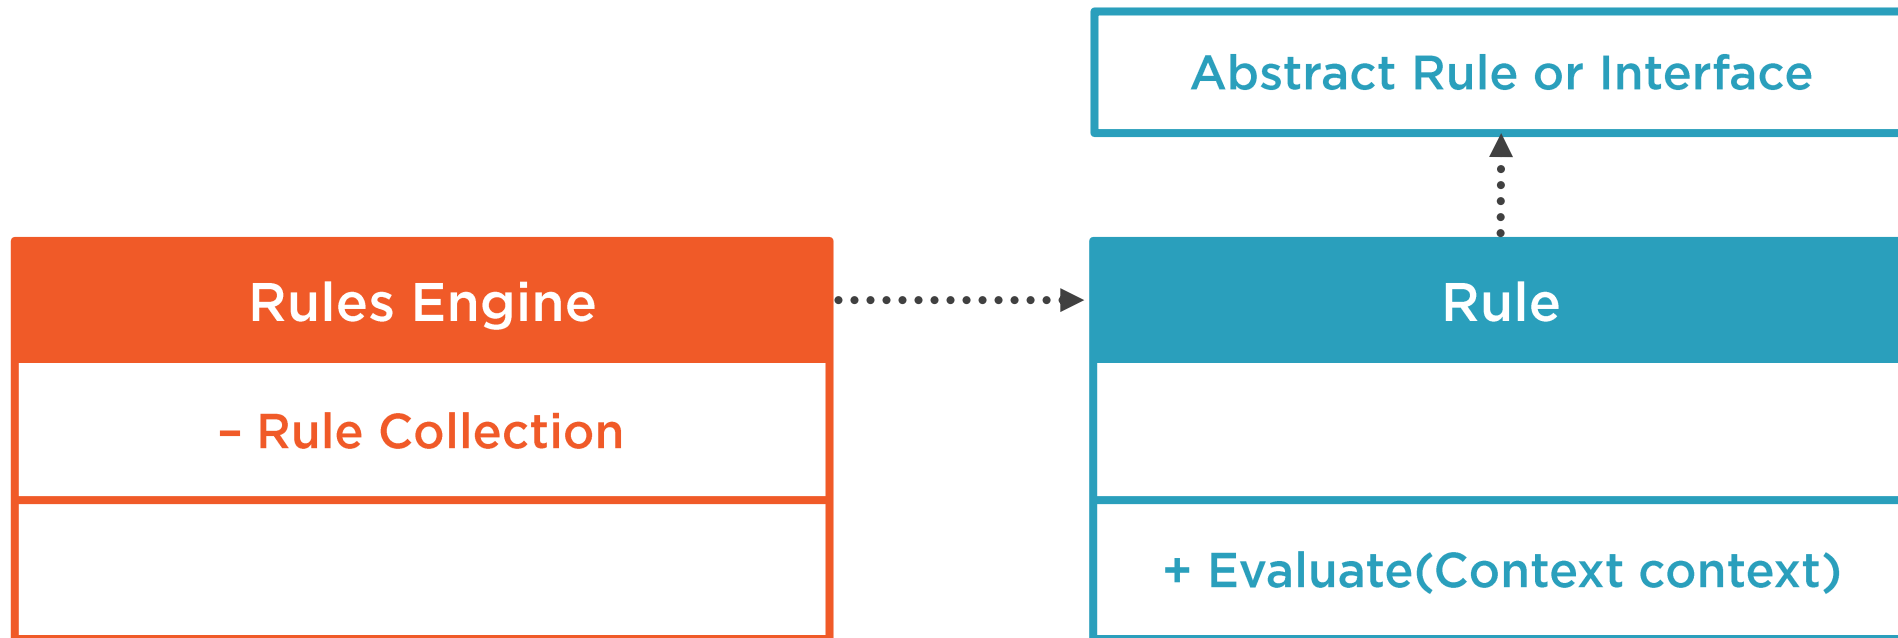 Abstract Rule or Interface
Rules Engine
Rule
– Rule Collection
+ Evaluate(Context context)